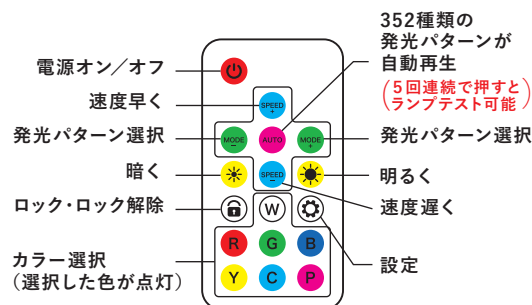 352種類の
発光パターンが
自動再生
(5回連続で押すと
ランプテスト可能)
電源オン／オフ
速度早く
SPEED
+
発光パターン選択
MODE
−
AUTO
MODE
+
発光パターン選択
暗く
SPEED
−
明るく
ロック・ロック解除
W
速度遅く
R
G
B
設定
カラー選択
(選択した色が点灯)
Y
C
P